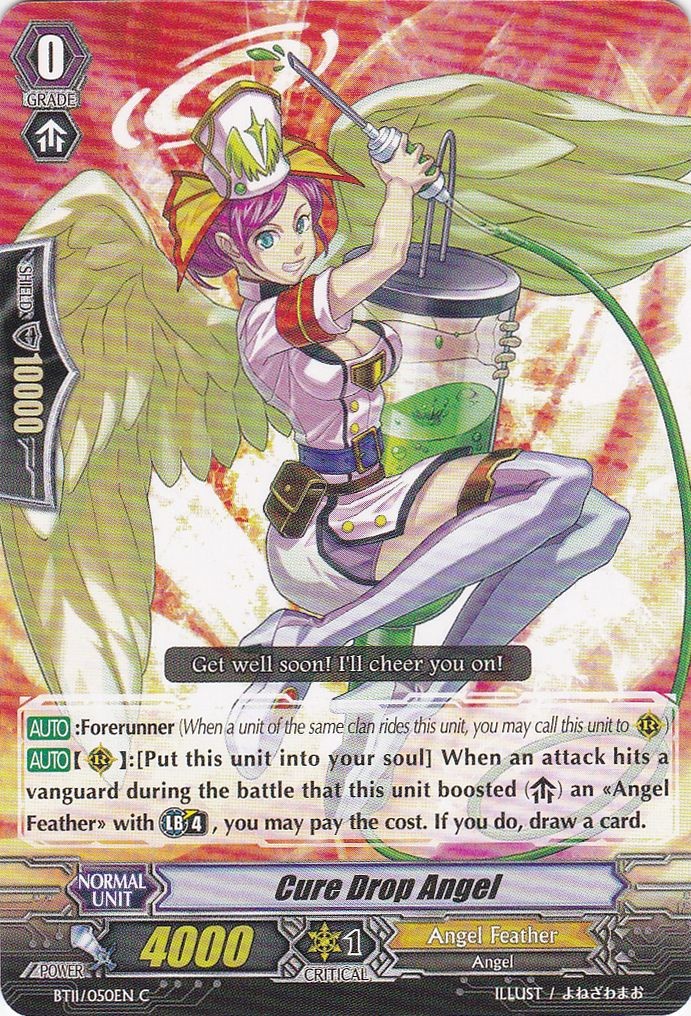 0
GRADE
SHIELD
10000
Get well soon! I'll cheer you on!
AUTO :Forerunner (When a unit of the same clan rides this unit, you may call this unit to R)
AUTO【 R 】:[Put this unit into your soul] When an attack hits a
vanguard during the battle that this unit boosted ( ) an «Angel
Feather» with LB 4 , you may pay the cost. If you do, draw a card.
NORMAL
UNIT
Cure Drop Angel
POWER
4000
1
CRITICAL
Angel Feather
Angel
BT11/050EN C
ILLUST / よねざわまお